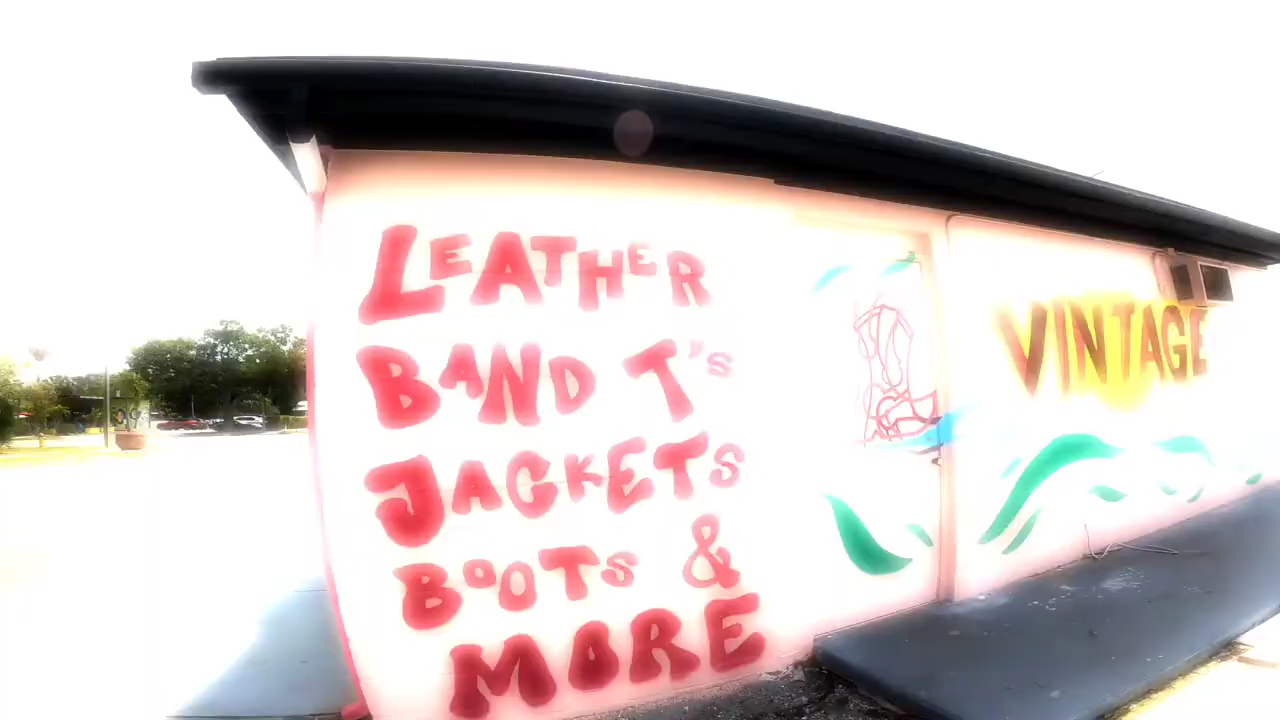 LEATHER
BAND T's
JACKETS
BOOTS &
MORE
VINTAGE